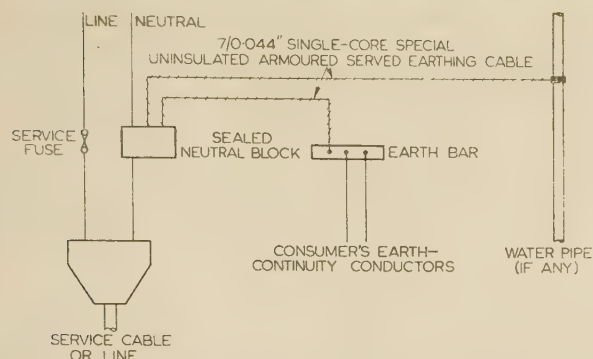 LINE NEUTRAL
7/0·044" SINGLE-CORE SPECIAL
UNINSULATED ARMOURED SERVED EARTHING CABLE
SERVICE
FUSE
SEALED
NEUTRAL BLOCK
EARTH BAR
CONSUMER'S EARTH-
CONTINUITY CONDUCTORS
WATER PIPE
(IF ANY)
SERVICE CABLE
OR LINE